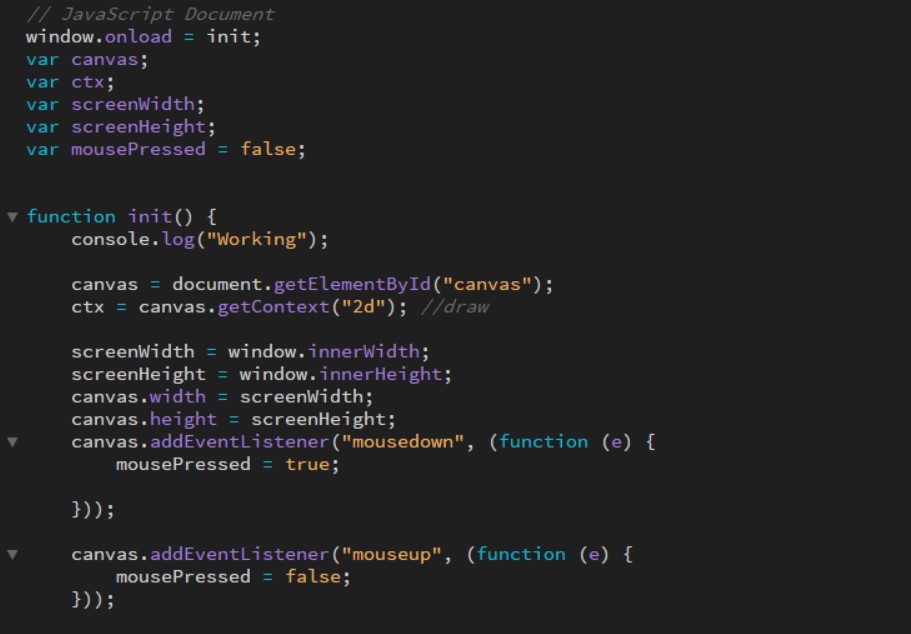 // JavaScript Document
window.onload = init;
var canvas;
var ctx;
var screenWidth;
var screenHeight;
var mousePressed = false;
function init() {
console.log("Working");
canvas = document.getElementById("canvas");
ctx = canvas.getContext("2d"); //draw
screenWidth = window.innerWidth;
screenHeight = window.innerHeight;
canvas.width = screenWidth;
canvas.height = screenHeight;
canvas.addEventListener("mousedown", (function (e) {
mousePressed = true;
}));
canvas.addEventListener("mouseup", (function (e) {
mousePressed = false;
}));